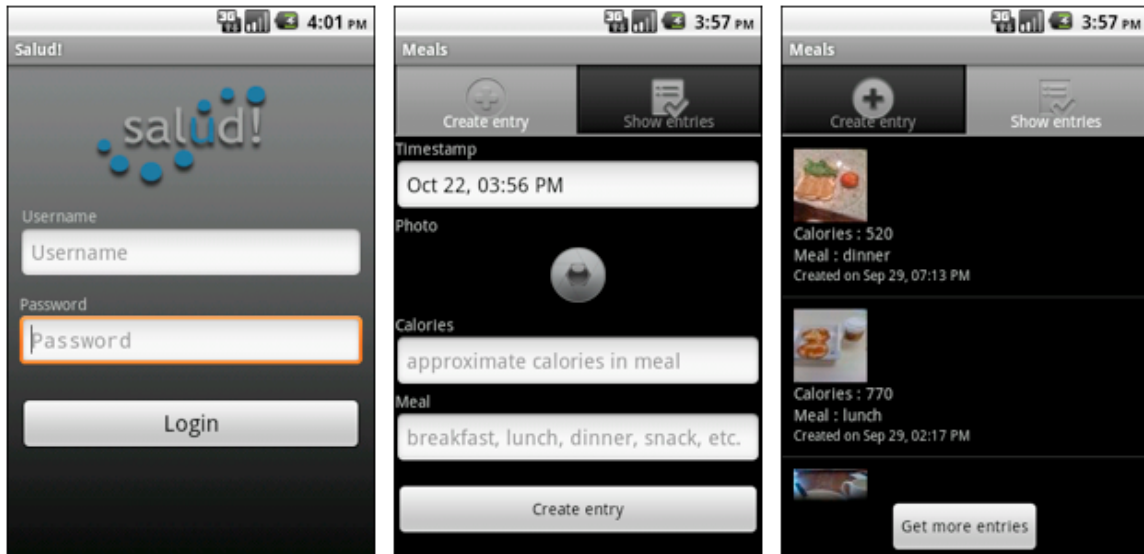 3G 4:01 PM
Salud!
salud!
Username
Username
Password
Password
Login
3G 3:57 PM
Meals
Create entry
Show entries
Timestamp
Oct 22, 03:56 PM
Photo
Calories
approximate calories in meal
Meal
breakfast, lunch, dinner, snack, etc.
Create entry
3G 3:57 PM
Meals
Create entry
Show entries
Calories : 520
Meal : dinner
Created on Sep 29, 07:13 PM
Calories : 770
Meal : lunch
Created on Sep 29, 02:17 PM
Get more entries